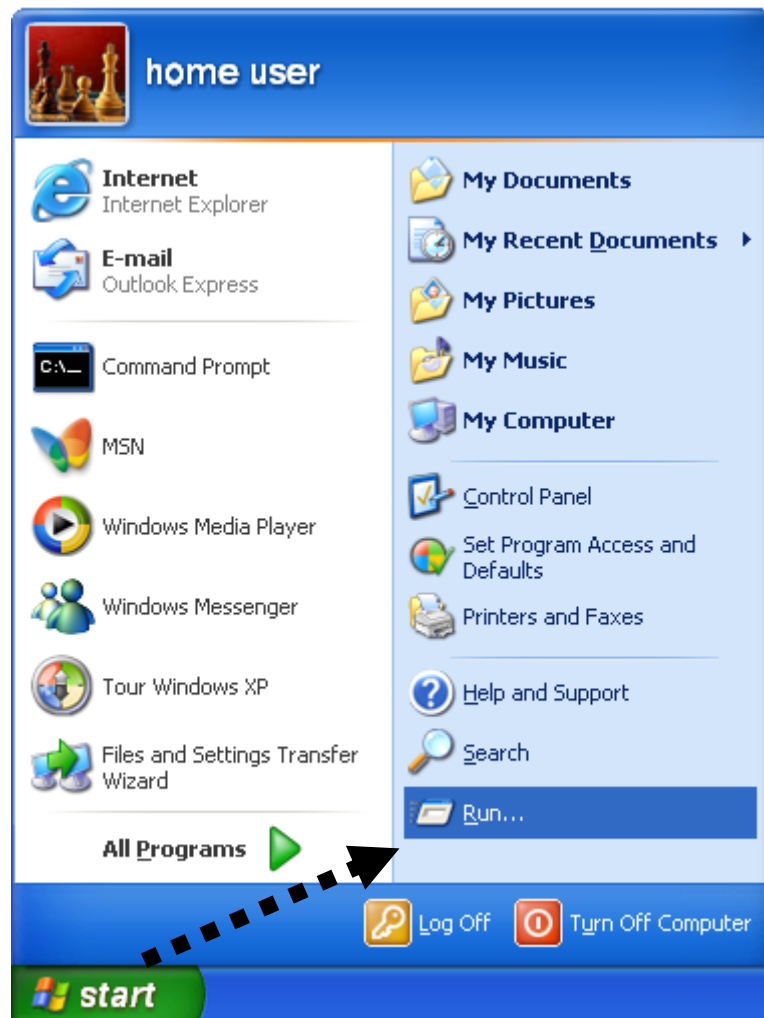 home user
Internet
Internet Explorer
E-mail
Outlook Express
C:\_
Command Prompt
MSN
Windows Media Player
Windows Messenger
Tour Windows XP
Files and Settings Transfer
Wizard
All Programs
My Documents
My Recent Documents
My Pictures
My Music
My Computer
Control Panel
Set Program Access and
Defaults
Printers and Faxes
Help and Support
Search
Run...
Log Off
Turn Off Computer
start